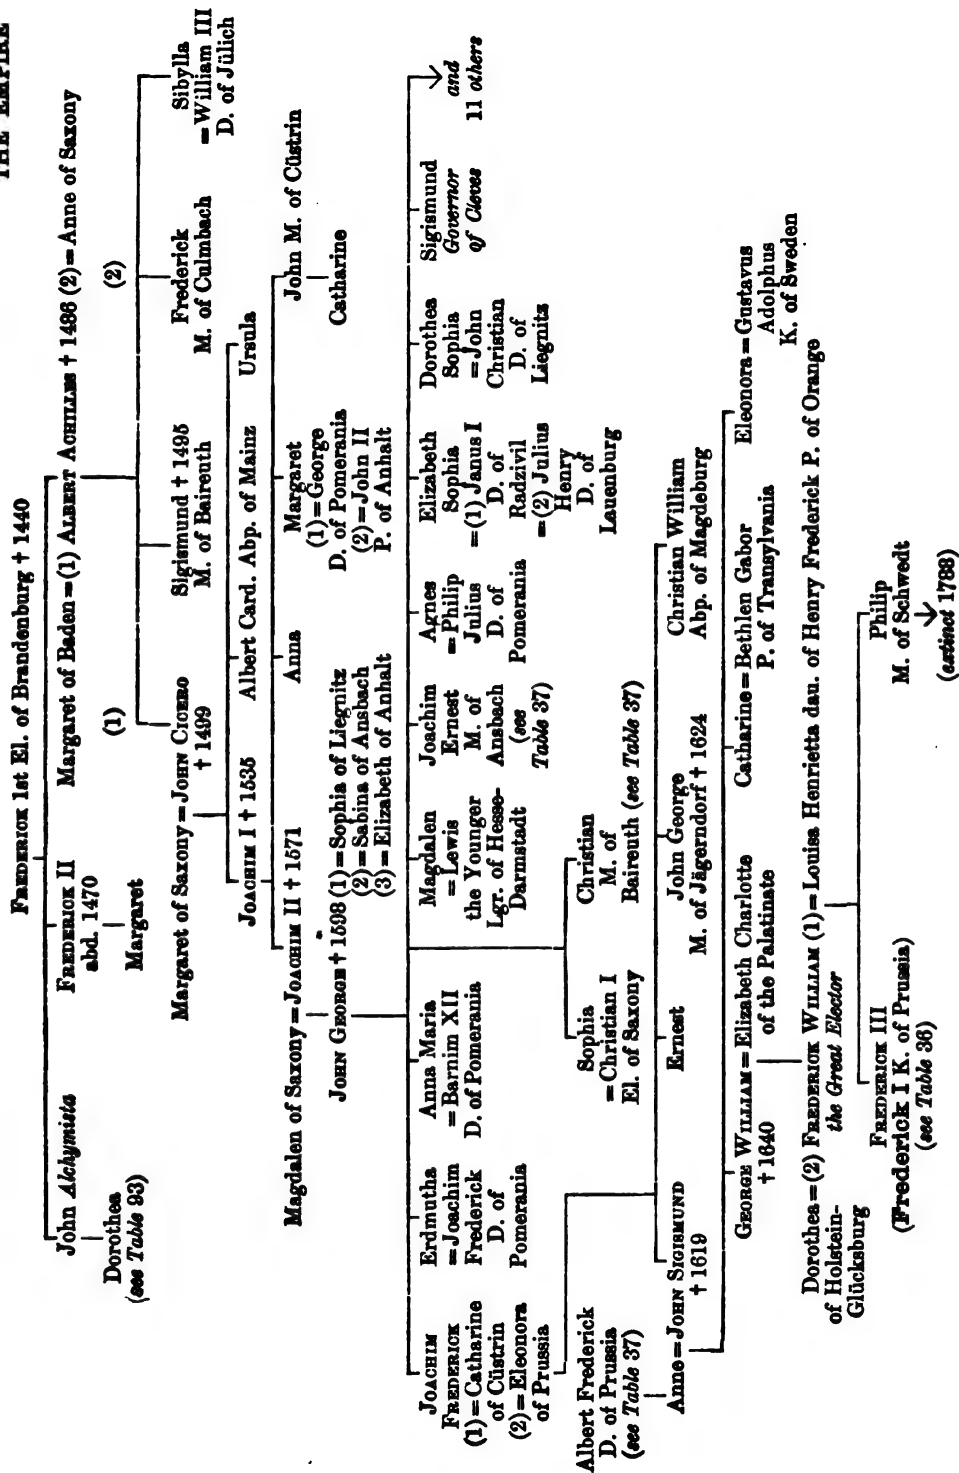 THE EMPIRE
FREDERICK 1st El. of Brandenburg † 1440
John Alchymista
Dorothea
(see Table 93)
FREDERICK II
abd. 1470
Margaret
Margaret of Baden = (1) ALBERT ACHILLES † 1486 (2) = Anne of Saxony
(1)
(2)
Margaret of Saxony = JOHN CICERO
† 1499
Sigismund † 1495
M. of Baireuth
Frederick
M. of Culmbach
Sibylla
= William III
D. of Jülich
JOACHIM I † 1535
Albert Card. Abp. of Mainz
Ursula
Magdalen of Saxony = JOACHIM II † 1571
Anna
Margaret
(1) = George
D. of Pomerania
(2) = John II
P. of Anhalt
John M. of Cüstrin
Catharine
JOHN GEORGE † 1598 (1) = Sophia of Liegnitz
(2) = Sabina of Ansbach
(3) = Elizabeth of Anhalt
JOACHIM
FREDERICK
(1) = Catharine
of Cüstrin
(2) = Eleonora
of Prussia
Erdmutha
= Joachim
Frederick
D. of
Pomerania
Anna Maria
= Barnim XII
D. of Pomerania
Magdalen
= Lewis
the Younger
Lgr. of Hesse-
Darmstadt
Joachim
Ernest
M. of
Ansbach
(see
Table 37)
Agnes
= Philip
Julius
D. of
Pomerania
Elizabeth
Sophia
= (1) Janus I
D. of
Radzivil
= (2) Julius
Henry
D. of
Lauenburg
Dorothea
Sophia
= John
Christian
D. of
Liegnitz
Sigismund
Governor
of Cleves
and
11 others
Sophia
= Christian I
El. of Saxony
Christian
M. of
Baireuth (see Table 37)
Albert Frederick
D. of Prussia
(see Table 37)
Anne = JOHN SIGISMUND
† 1619
Ernest
John George
M. of Jägerndorf † 1624
Christian William
Abp. of Magdeburg
GEORGE WILLIAM = Elizabeth Charlotte
† 1640
of the Palatinate
Catharine = Bethlen Gabor
P. of Transylvania
Eleonora = Gustavus
Adolphus
K. of Sweden
Dorothea = (2) FREDERICK WILLIAM (1) = Louisa Henrietta dau. of Henry Frederick P. of Orange
of Holstein-
Glücksburg
the Great Elector
FREDERICK III
(Frederick I K. of Prussia)
(see Table 36)
Philip
M. of Schwedt
(extinct 1788)